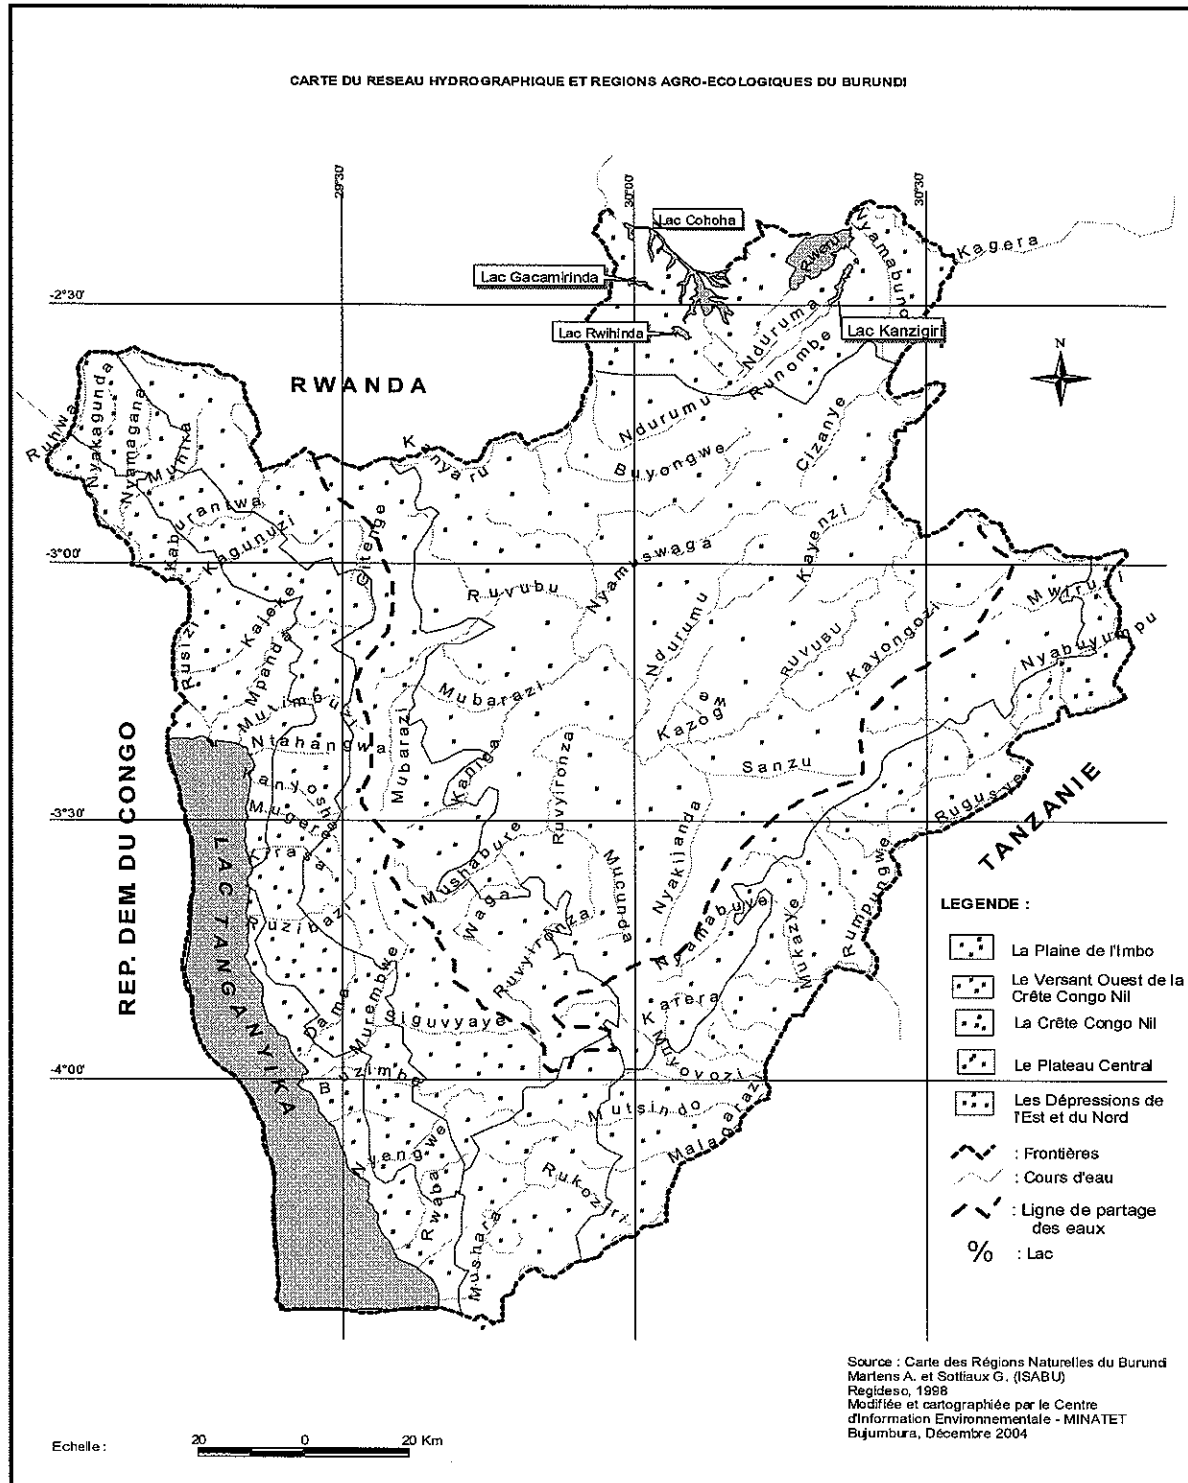 CARTE DU RESEAU HYDROGRAPHIQUE ET REGIONS AGRO-ECOLOGIQUES DU BURUNDI
29°30'
30°00'
30°30'
Lac Cohoha
Rweru
Nyamabuno
Kagera
Lac Gacamirinda
-2°30'
Lac Rwihinda
Nduruma
Lac Kanzigiri
Runombe
N
RWANDA
Ruhwa
Nyakagunda
Nyamagana
Muhira
Kanyaru
Ndurumu
Buyongwe
Cizanye
Kaburantwa
Kagunuzi
Gitenge
-3°00'
Nyamuswaga
Kayenzi
Ruvubu
Mwiruzi
Rusizi
Kajeke
Mpanda
Ndurumu
RUVUBU
Kayongozi
Nyabuyumpu
Mutimbuzi
Mubarazi
Kazogwe
Ntahangwa
Mubarazi
Kaniga
Ruvyironza
Sanzu
REP. DEM. DU CONGO
Kanyosha
Mugere
-3°30'
Rugusye
TANZANIE
LAC TANGANYIKA
Kirasa
Mushabure
Mucunda
Nyakijanda
Rumpungwe
Waga
Ruzibazi
Ruvyironza
Nyamabuye
Mukazye
Dama
Murembwe
Siguvyaye
Karera
Muyovozi
-4°00'
Buzimba
Mutsindo
Malagarazi
Nyengwe
Rwaba
Rukoziri
Mushara
LEGENDE :
La Plaine de l'Imbo
Le Versant Ouest de la
Crête Congo Nil
La Crête Congo Nil
Le Plateau Central
Les Dépressions de
l'Est et du Nord
: Frontières
: Cours d'eau
: Ligne de partage
des eaux
% : Lac
Source : Carte des Régions Naturelles du Burundi
Martens A. et Sottiaux G. (ISABU)
Regideso, 1998
Modifiée et cartographiée par le Centre
d'Information Environnementale - MINATET
Bujumbura, Décembre 2004
Echelle :
20 0 20 Km